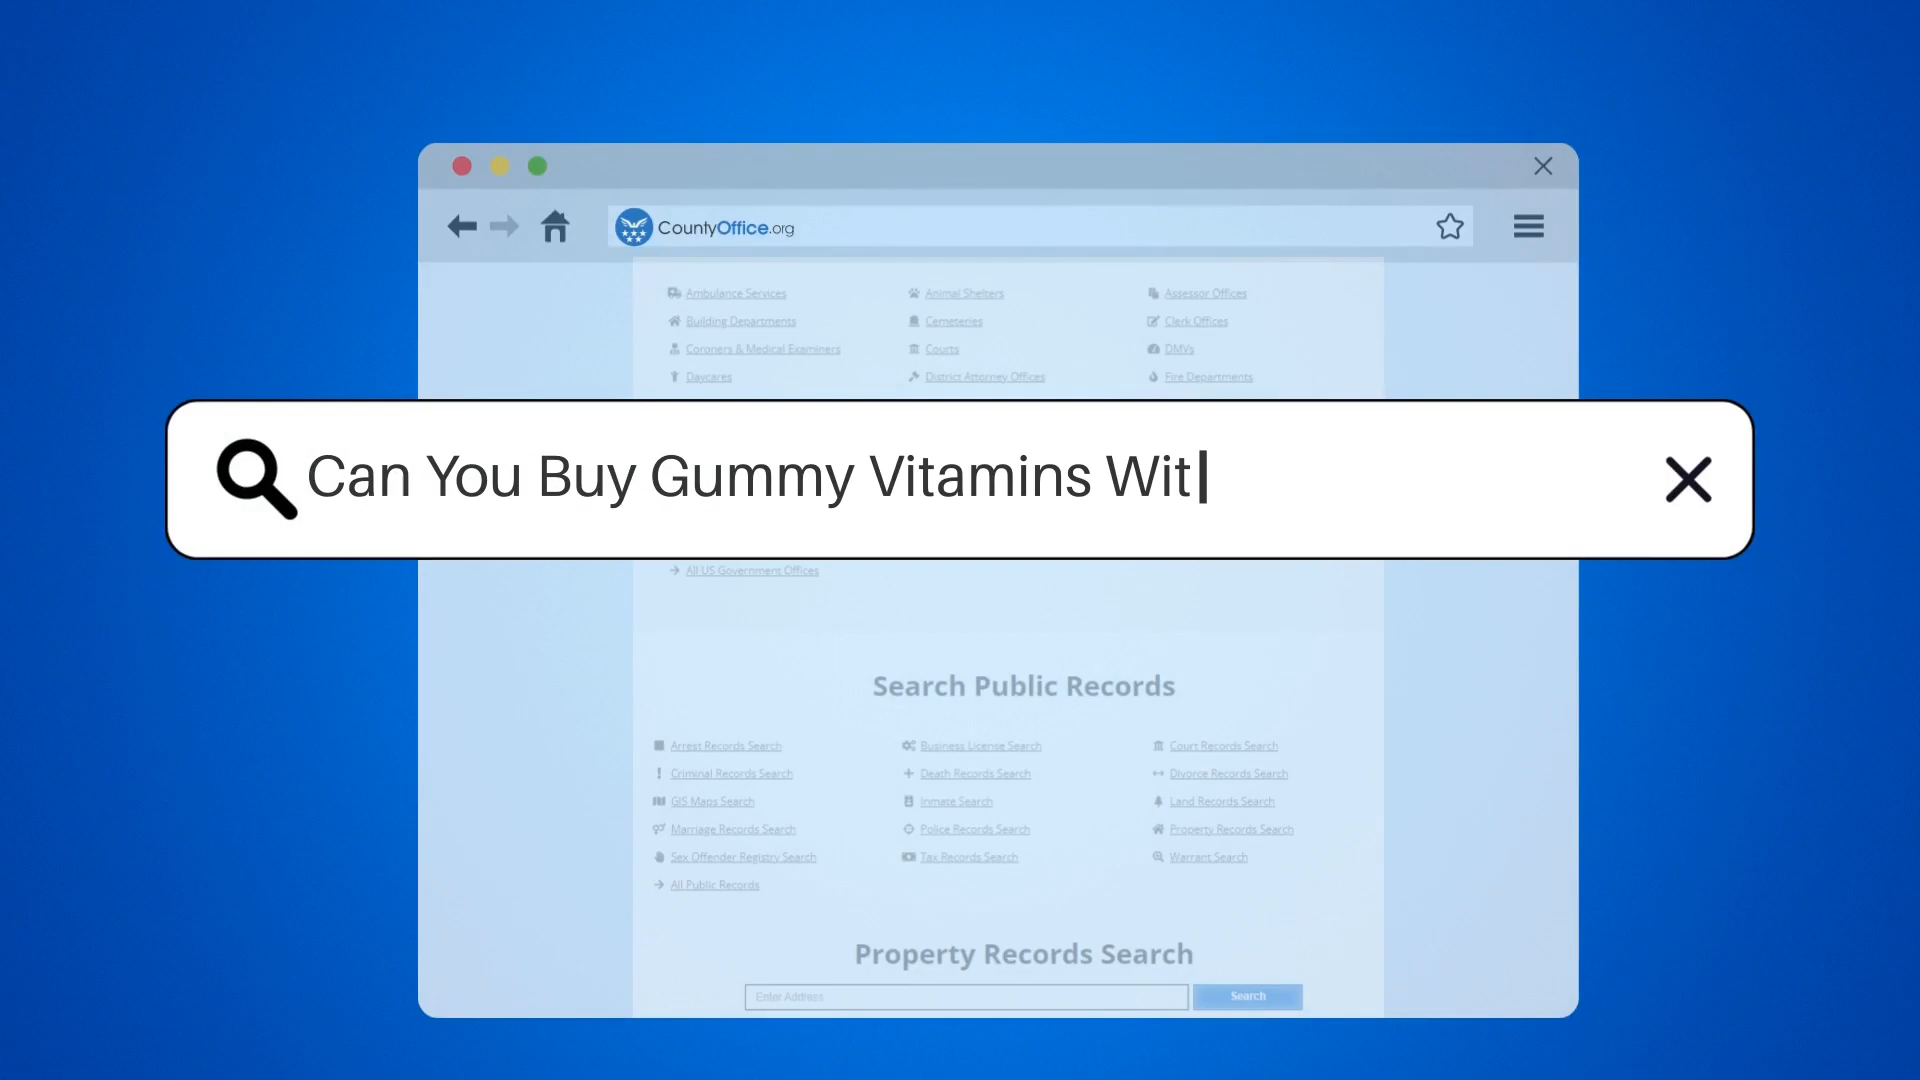 CountyOffice.org
Ambulance Services Animal Shelters Assessor Offices
Building Departments Cemeteries Clerk Offices
Coroners & Medical Examiners Courts DMVs
Daycares District Attorney Offices Fire Departments
Can You Buy Gummy Vitamins Wit
All US Government Offices
Search Public Records
Arrest Records Search Business License Search Court Records Search
Criminal Records Search Death Records Search Divorce Records Search
GIS Maps Search Inmate Search Land Records Search
Marriage Records Search Police Records Search Property Records Search
Sex Offender Registry Search Tax Records Search Warrant Search
All Public Records
Property Records Search
Enter Address Search